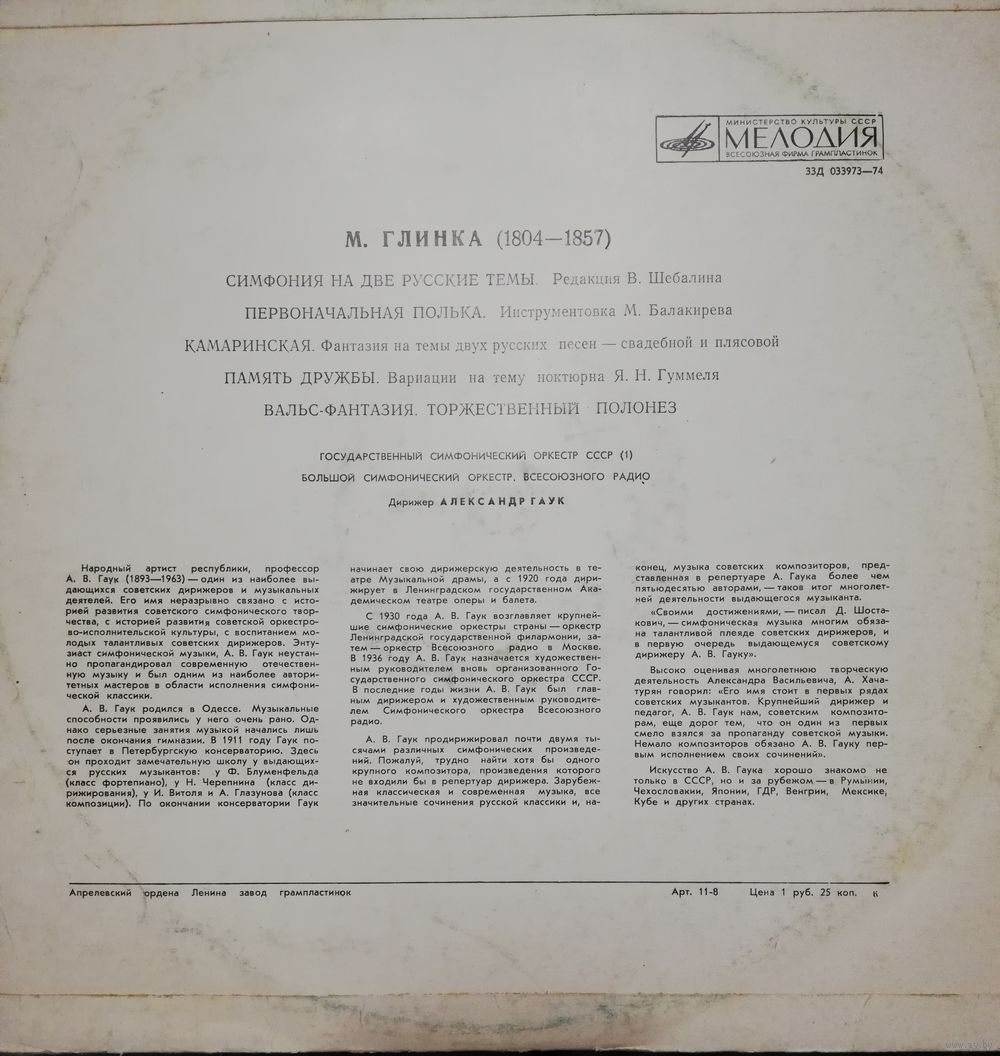 МИНИСТЕРСТВО КУЛЬТУРЫ СССР
МЕЛОДИЯ
ВСЕСОЮЗНАЯ ФИРМА ГРАМПЛАСТИНОК
33Д 033973—74
М. ГЛИНКА (1804—1857)
СИМФОНИЯ НА ДВЕ РУССКИЕ ТЕМЫ. Редакция В. Шебалина
ПЕРВОНАЧАЛЬНАЯ ПОЛЬКА. Инструментовка М. Балакирева
КАМАРИНСКАЯ. Фантазия на темы двух русских песен — свадебной и плясовой
ПАМЯТЬ ДРУЖБЫ. Вариации на тему ноктюрна Я. Н. Гуммеля
ВАЛЬС-ФАНТАЗИЯ. ТОРЖЕСТВЕННЫЙ ПОЛОНЕЗ
ГОСУДАРСТВЕННЫЙ СИМФОНИЧЕСКИЙ ОРКЕСТР СССР (1)
БОЛЬШОЙ СИМФОНИЧЕСКИЙ ОРКЕСТР. ВСЕСОЮЗНОГО РАДИО
Дирижер АЛЕКСАНДР ГАУК
Народный артист республики, профессор
А. В. Гаук (1893—1963) — один из наиболее вы-
дающихся советских дирижеров и музыкальных
деятелей. Его имя неразрывно связано с исто-
рией развития советского симфонического твор-
чества, с историей развития советской оркестро-
во-исполнительской культуры, с воспитанием мо-
лодых талантливых советских дирижеров. Энту-
зиаст симфонической музыки, А. В. Гаук неустан-
но пропагандировал современную отечествен-
ную музыку и был одним из наиболее автори-
тетных мастеров в области исполнения симфони-
ческой классики.
А. В. Гаук родился в Одессе. Музыкальные
способности проявились у него очень рано. Од-
нако серьезные занятия музыкой начались лишь
после окончания гимназии. В 1911 году Гаук по-
ступает в Петербургскую консерваторию. Здесь
он проходит замечательную школу у выдающих-
ся русских музыкантов: у Ф. Блуменфельда
(класс фортепиано), у Н. Черепнина (класс ди-
рижирования), у И. Витоля и А. Глазунова (класс
композиции). По окончании консерватории Гаук
начинает свою дирижерскую деятельность в те-
атре Музыкальной драмы, а с 1920 года дири-
жирует в Ленинградском государственном Ака-
демическом театре оперы и балета.
С 1930 года А. В. Гаук возглавляет крупней-
шие симфонические оркестры страны — оркестр
Ленинградской государственной филармонии, за-
тем — оркестр Всесоюзного радио в Москве.
В 1936 году А. В. Гаук назначается художествен-
ным руководителем вновь организованного Го-
сударственного симфонического оркестра СССР.
В последние годы жизни А. В. Гаук был глав-
ным дирижером и художественным руководите-
лем Симфонического оркестра Всесоюзного
радио.
А. В. Гаук продирижировал почти двумя ты-
сячами различных симфонических произведе-
ний. Пожалуй, трудно найти хотя бы одного
крупного композитора, произведения которого
не входили бы в репертуар дирижера. Зарубеж-
ная классическая и современная музыка, все
значительные сочинения русской классики и, на-
конец, музыка советских композиторов, пред-
ставленная в репертуаре А. Гаука более чем
пятьюдесятью авторами, — таков итог многолет-
ней деятельности выдающегося музыканта.
«Своими достижениями, — писал Д. Шоста-
кович, — симфоническая музыка многим обяза-
на талантливой плеяде советских дирижеров, и
в первую очередь выдающемуся советскому
дирижеру А. В. Гауку».
Высоко оценивая многолетнюю творческую
деятельность Александра Васильевича, А. Хача-
турян говорил: «Его имя стоит в первых рядах
советских музыкантов. Крупнейший дирижер и
педагог, А. В. Гаук нам, советским композито-
рам, еще дорог тем, что он один из первых
смело взялся за пропаганду советской музыки.
Немало композиторов обязано А. В. Гауку пер-
вым исполнением своих сочинений».
Искусство А. В. Гаука хорошо знакомо не
только в СССР, но и за рубежом — в Румынии,
Чехословакии, Японии, ГДР, Венгрии, Мексике,
Кубе и других странах.
Апрелевский ордена Ленина завод грампластинок
Арт. 11-8 Цена 1 руб. 25 коп. К
www.ay.by